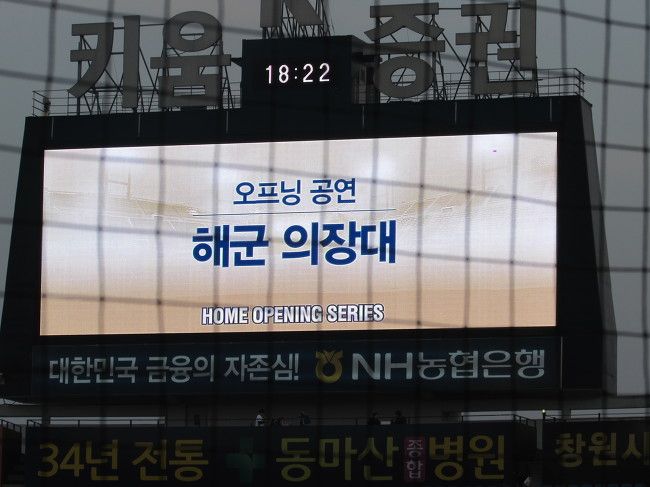 키움증권
18:22
오프닝 공연
해군 의장대
HOME OPENING SERIES
대한민국 금융의 자존심! NH농협은행
34년 전통 동마산종합병원
창원시